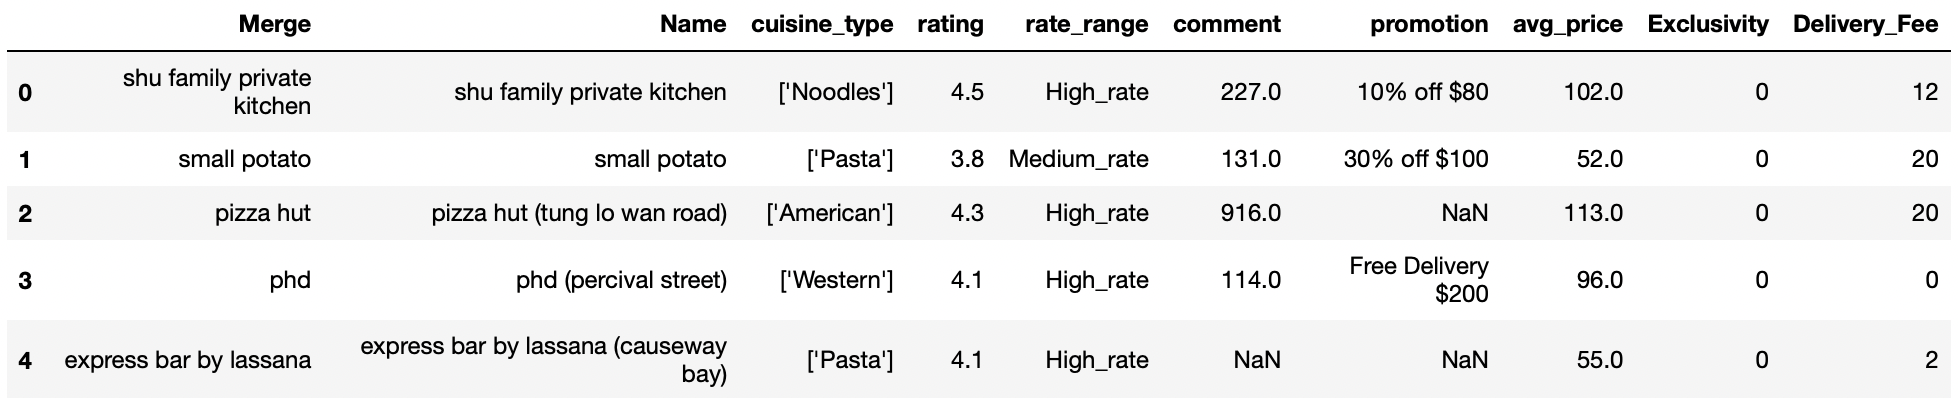 Merge Name cuisine_type rating rate_range comment promotion avg_price Exclusivity Delivery_Fee
0 shu family private kitchen shu family private kitchen ['Noodles'] 4.5 High_rate 227.0 10% off $80 102.0 0 12
1 small potato small potato ['Pasta'] 3.8 Medium_rate 131.0 30% off $100 52.0 0 20
2 pizza hut pizza hut (tung lo wan road) ['American'] 4.3 High_rate 916.0 NaN 113.0 0 20
3 phd phd (percival street) ['Western'] 4.1 High_rate 114.0 Free Delivery $200 96.0 0 0
4 express bar by lassana express bar by lassana (causeway bay) ['Pasta'] 4.1 High_rate NaN NaN 55.0 0 2